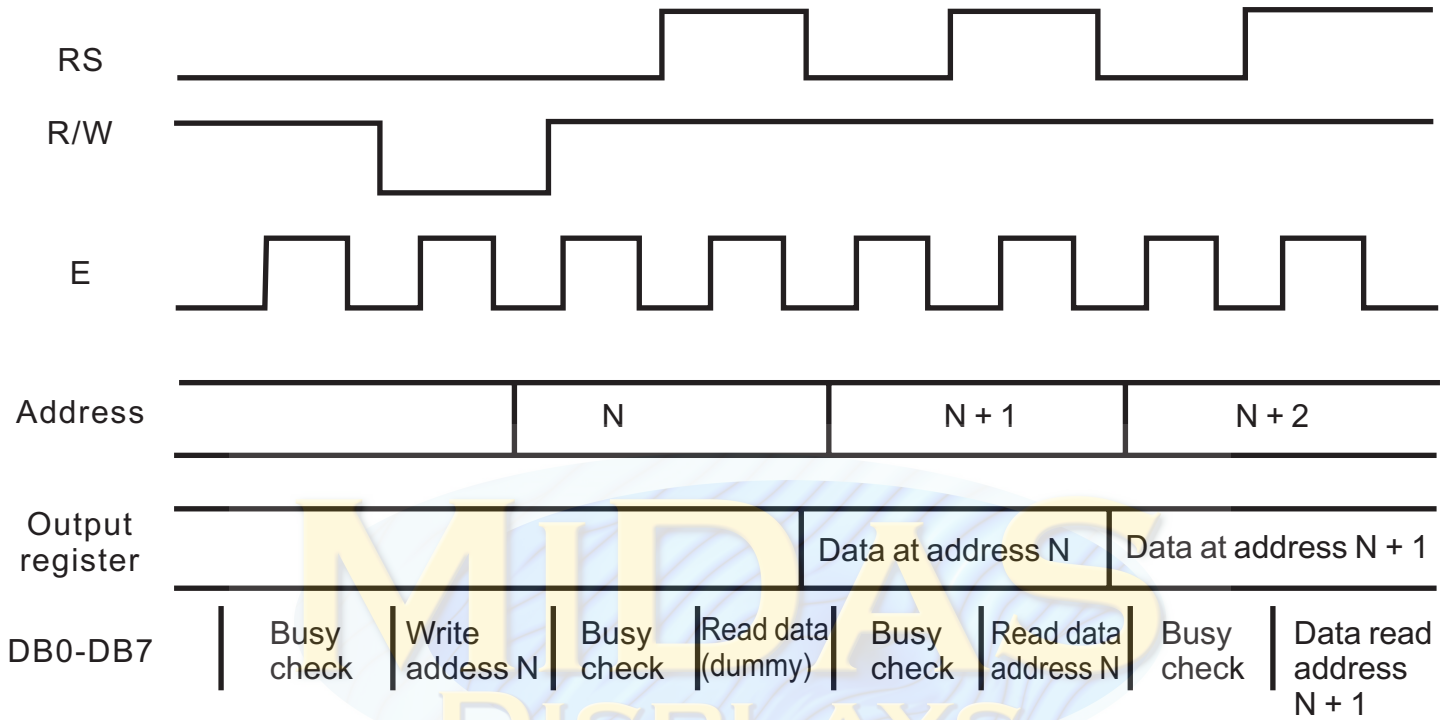 RS
R/W
E
Address
N
N + 1
N + 2
Output
register
Data at address N
Data at address N + 1
DB0-DB7
Busy
check
Write
addess N
Busy
check
Read data
(dummy)
Busy
check
Read data
address N
Busy
check
Data read
address
N + 1
MIDAS
DISPLAYS